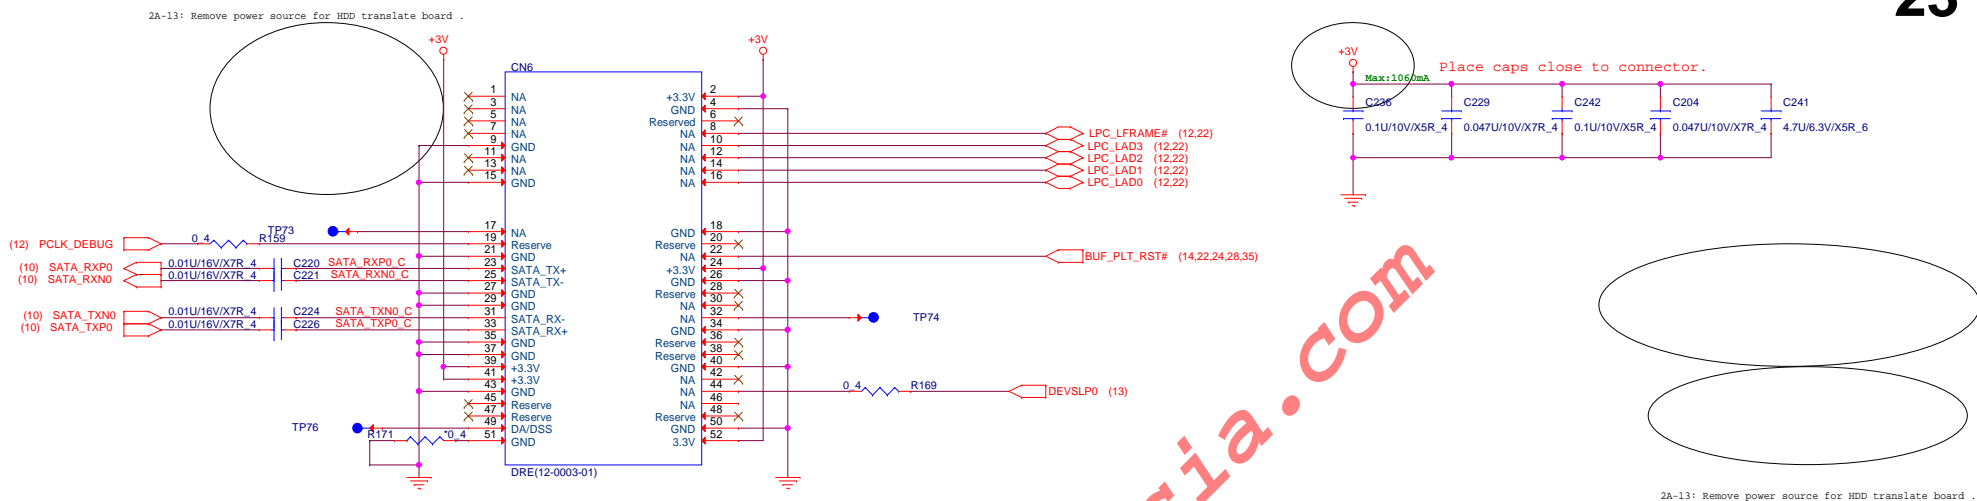 23
2A-13: Remove power source for HDD translate board .
+3V
+3V
+3V
Max:1060mA
Place caps close to connector.
C236
0.1U/10V/X5R_4
C229
0.047U/10V/X7R_4
C242
0.1U/10V/X5R_4
C204
0.047U/10V/X7R_4
C241
4.7U/6.3V/X5R_6
CN6
1 NA
3 NA
5 NA
7 NA
9 GND
11 NA
13 NA
15 GND
17 NA
19 Reserve
21 GND
23 SATA_TX+
25 SATA_TX-
27 GND
29 GND
31 SATA_RX-
33 SATA_RX+
35 GND
37 GND
39 +3.3V
41 +3.3V
43 GND
45 Reserve
47 Reserve
49 DA/DSS
51 GND
+3.3V 2
GND 4
Reserved 6
NA 8
NA 10
NA 12
NA 14
NA 16
GND 18
Reserve 20
NA 22
+3.3V 24
GND 26
Reserve 28
NA 30
NA 32
GND 34
Reserve 36
Reserve 38
GND 40
NA 42
NA 44
NA 46
Reserve 48
GND 50
3.3V 52
DRE(12-0003-01)
LPC_LFRAME# (12,22)
LPC_LAD3 (12,22)
LPC_LAD2 (12,22)
LPC_LAD1 (12,22)
LPC_LAD0 (12,22)
BUF_PLT_RST# (14,22,24,28,35)
TP74
0_4 R169 DEVSLP0 (13)
TP73
(12) PCLK_DEBUG 0_4 R159
(10) SATA_RXP0 0.01U/16V/X7R_4 C220 SATA_RXP0_C
(10) SATA_RXN0 0.01U/16V/X7R_4 C221 SATA_RXN0_C
(10) SATA_TXN0 0.01U/16V/X7R_4 C224 SATA_TXN0_C
(10) SATA_TXP0 0.01U/16V/X7R_4 C226 SATA_TXP0_C
TP76
R171 *0_4
2A-13: Remove power source for HDD translate board .